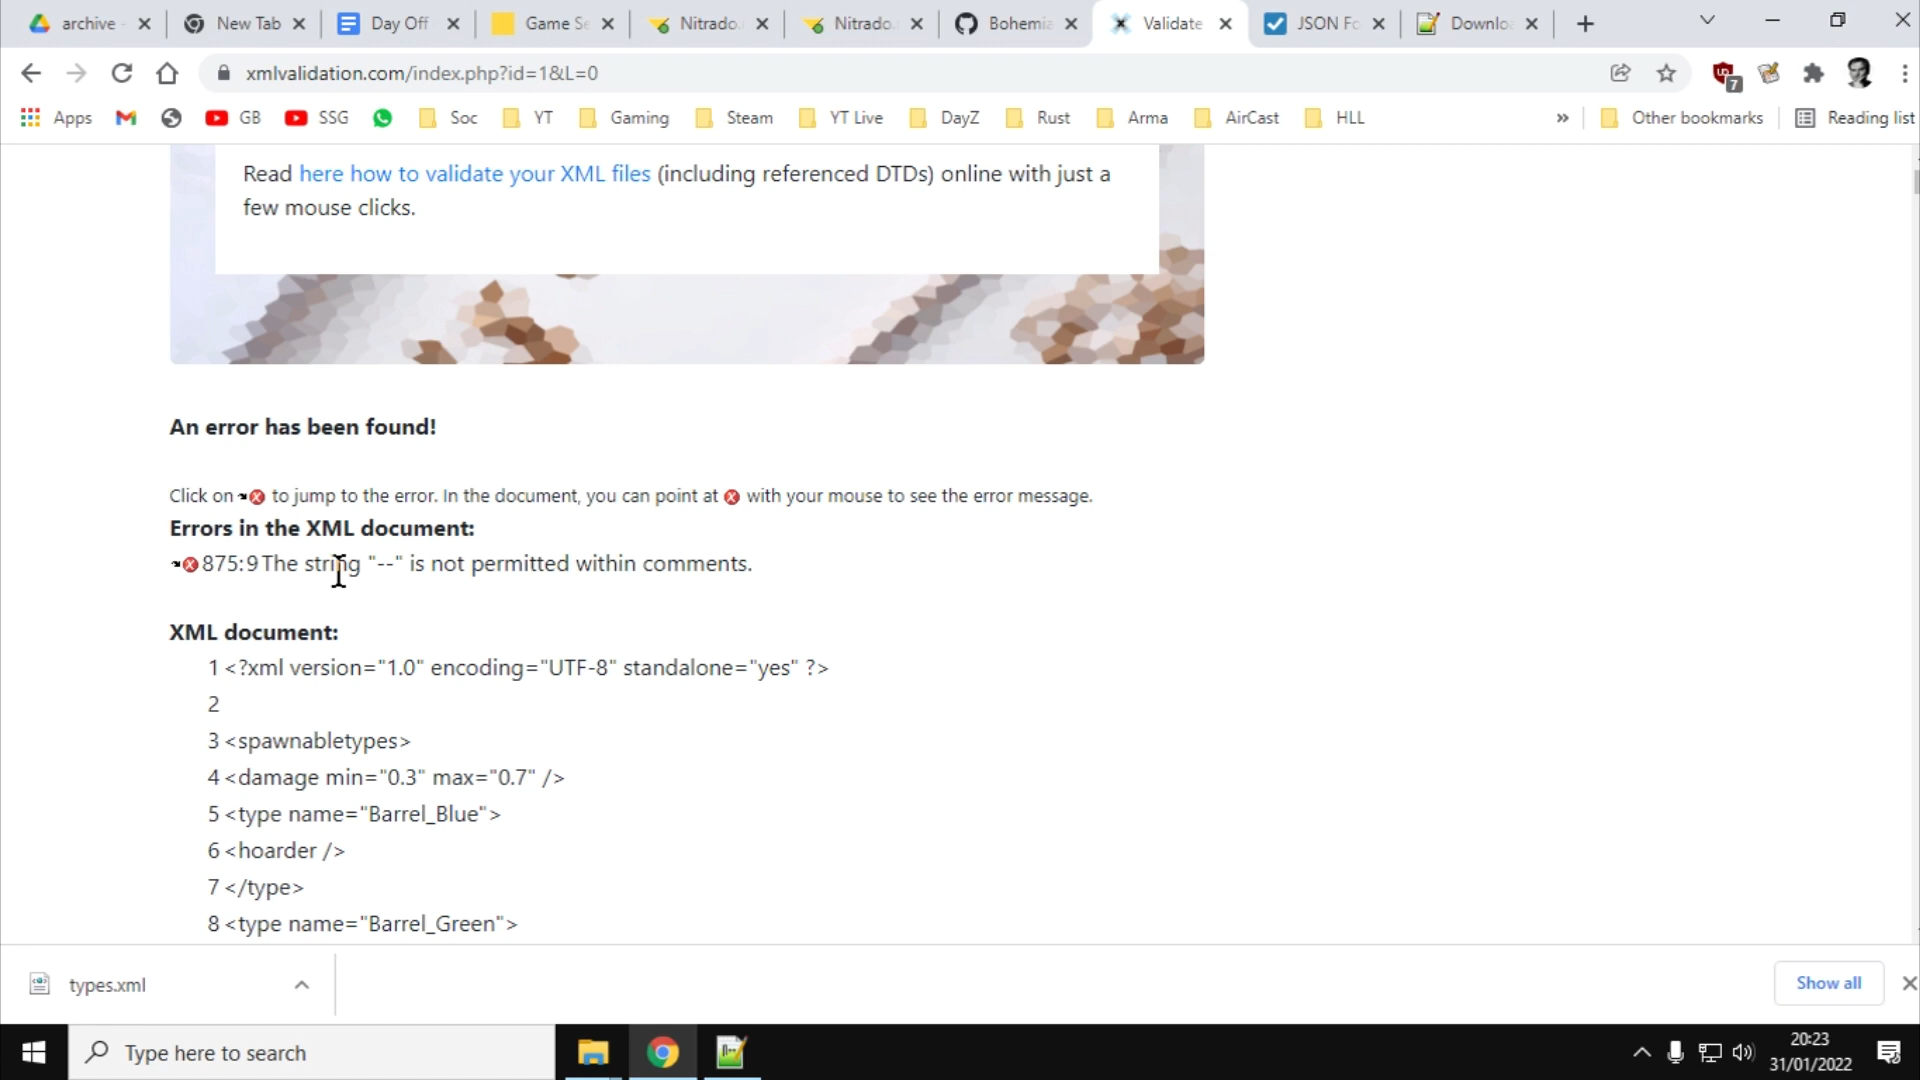 archive -
New Tab
Day Off
Game Se
Nitrado.
Nitrado.
Bohemia
Validate
JSON Fo
Downlo
xmlvalidation.com/index.php?id=1&L=0
7
Apps
GB
SSG
Soc
YT
Gaming
Steam
YT Live
DayZ
Rust
Arma
AirCast
HLL
»
Other bookmarks
Reading list
Read here how to validate your XML files (including referenced DTDs) online with just a
few mouse clicks.
An error has been found!
Click on to jump to the error. In the document, you can point at with your mouse to see the error message.
Errors in the XML document:
875:9 The string "--" is not permitted within comments.
XML document:
1 <?xml version="1.0" encoding="UTF-8" standalone="yes" ?>
2
3 <spawnabletypes>
4 <damage min="0.3" max="0.7" />
5 <type name="Barrel_Blue">
6 <hoarder />
7 </type>
8 <type name="Barrel_Green">
types.xml
Show all
Type here to search
20:23
31/01/2022